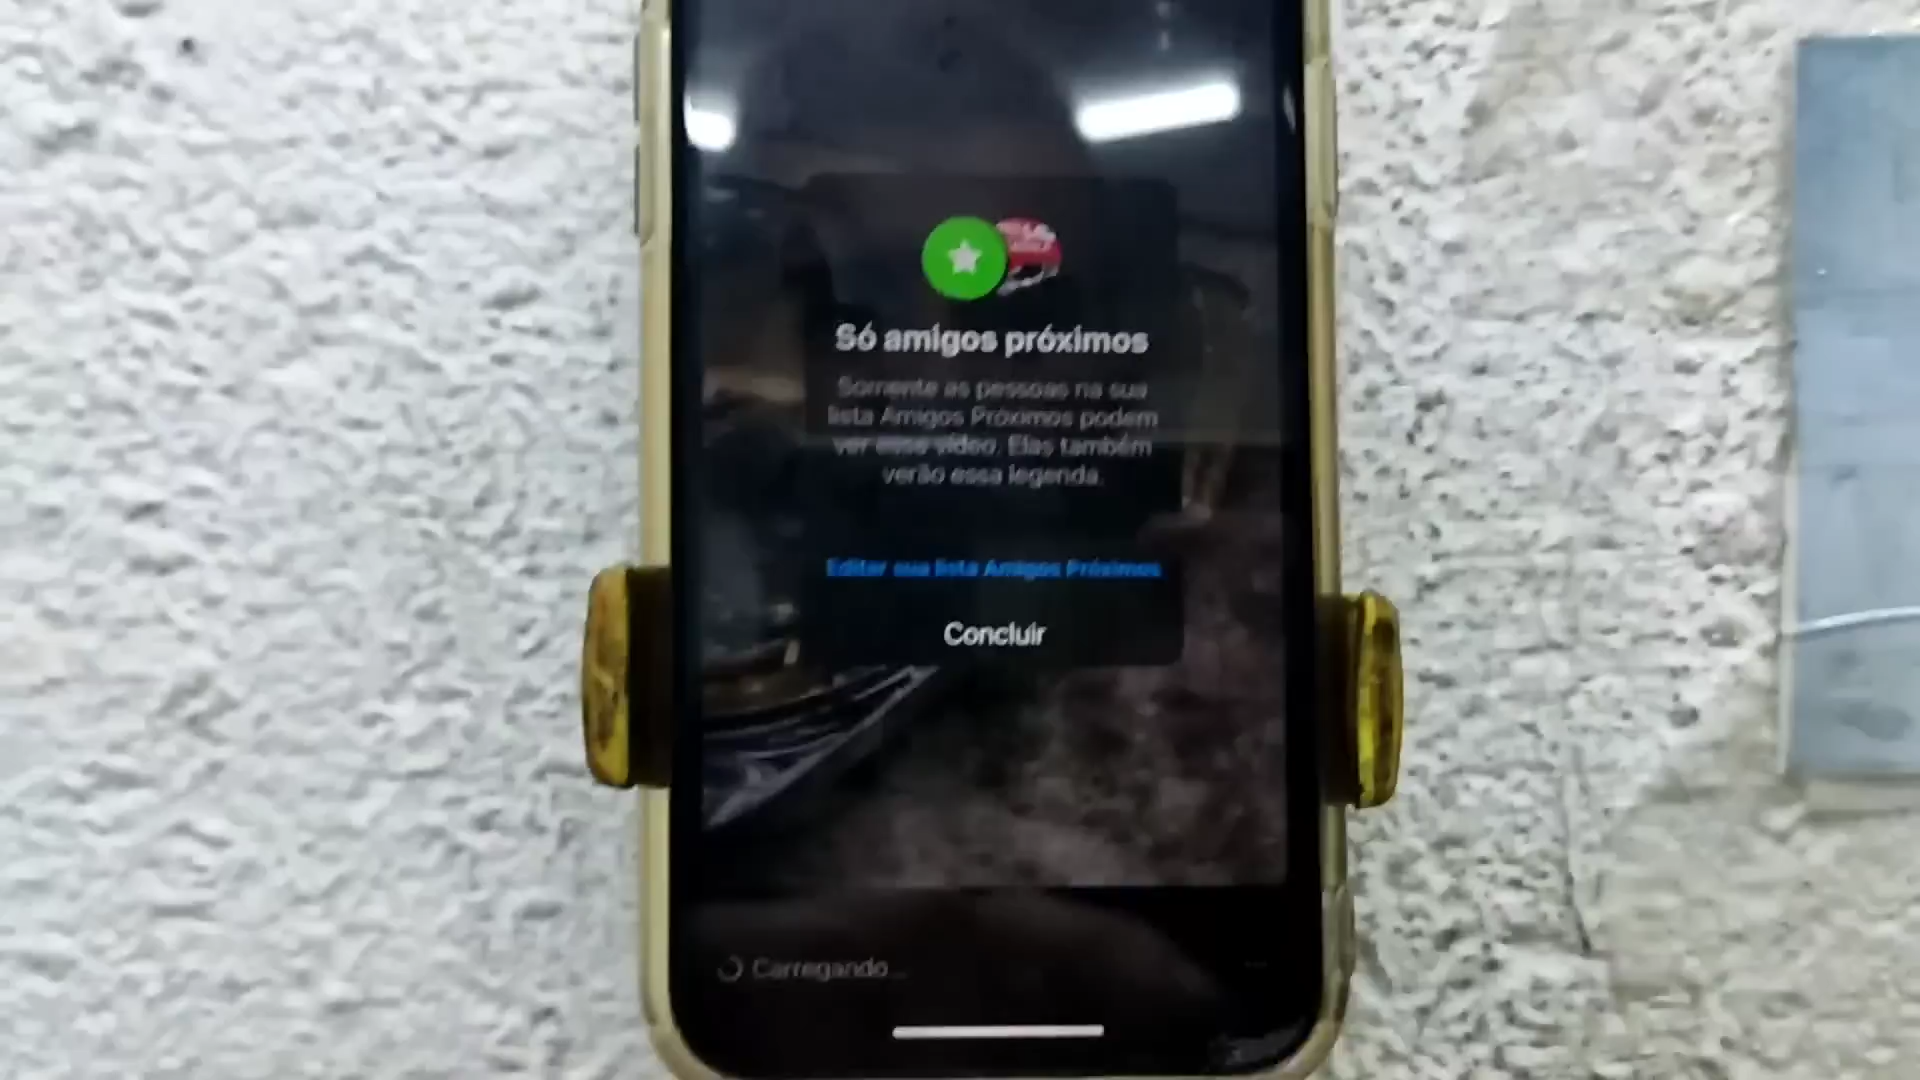 Só amigos próximos
Somente as pessoas na sua
lista Amigos Próximos podem
ver esse vídeo. Elas também
verão essa legenda.
Editar sua lista Amigos Próximos
Concluir
Carregando...